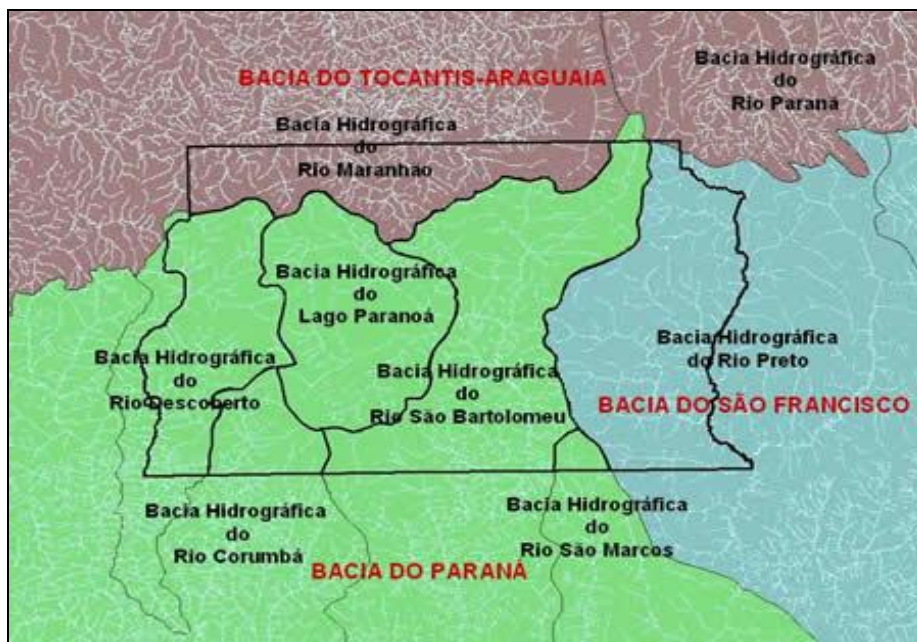 BACIA DO TOCANTIS-ARAGUAIA
Bacia Hidrográfica
do
Rio Paraná
Bacia Hidrográfica
do
Rio Maranhão
Bacia Hidrográfica
do
Lago Paranoá
Bacia Hidrográfica
do
Rio Descoberto
Bacia Hidrográfica
do
Rio São Bartolomeu
Bacia Hidrográfica
do Rio Preto
BACIA DO SÃO FRANCISCO
Bacia Hidrográfica
do
Rio Corumbá
Bacia Hidrográfica
do
Rio São Marcos
BACIA DO PARANÁ